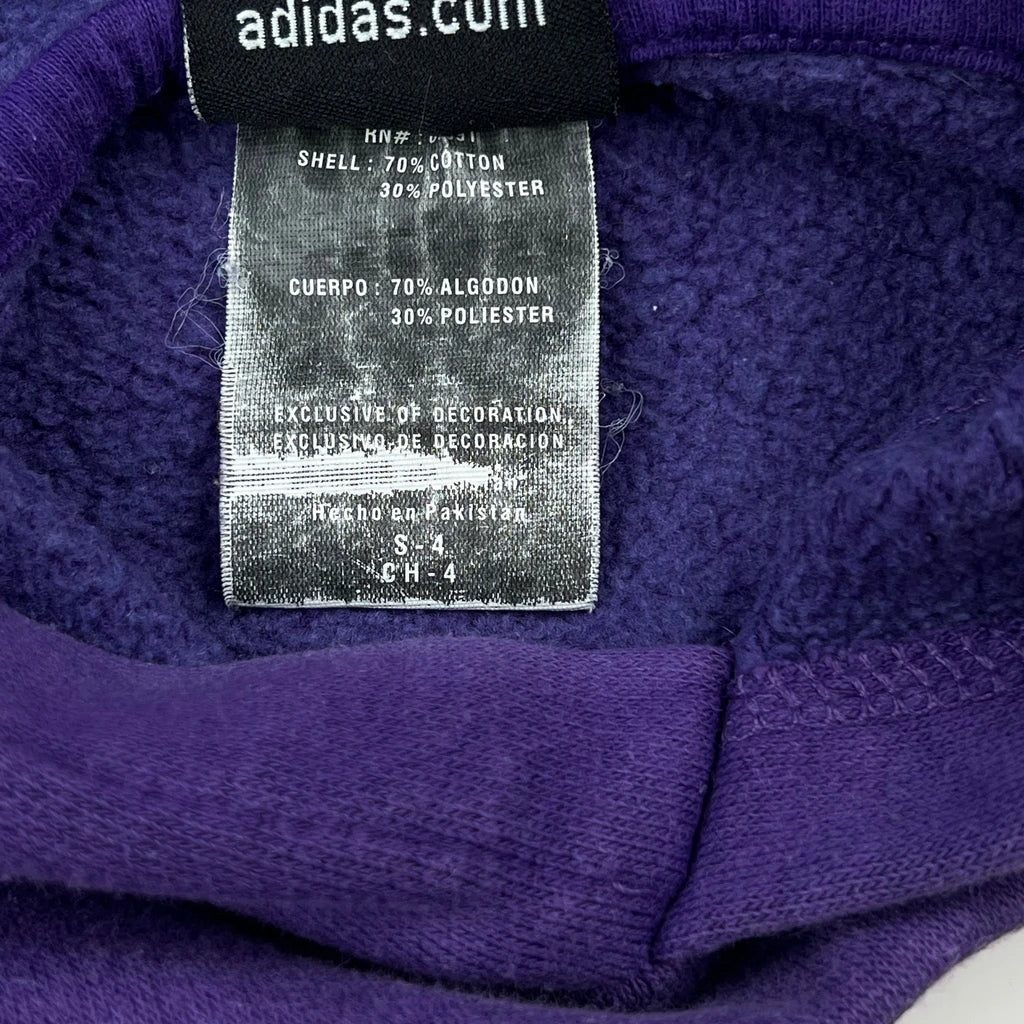 adidas.com
RN#:
SHELL : 70% COTTON
30% POLYESTER
CUERPO : 70% ALGODON
30% POLIESTER
EXCLUSIVE OF DECORATION,
EXCLUSIVO DE DECORACION
Hecho en Pakistan
S-4
CH-4